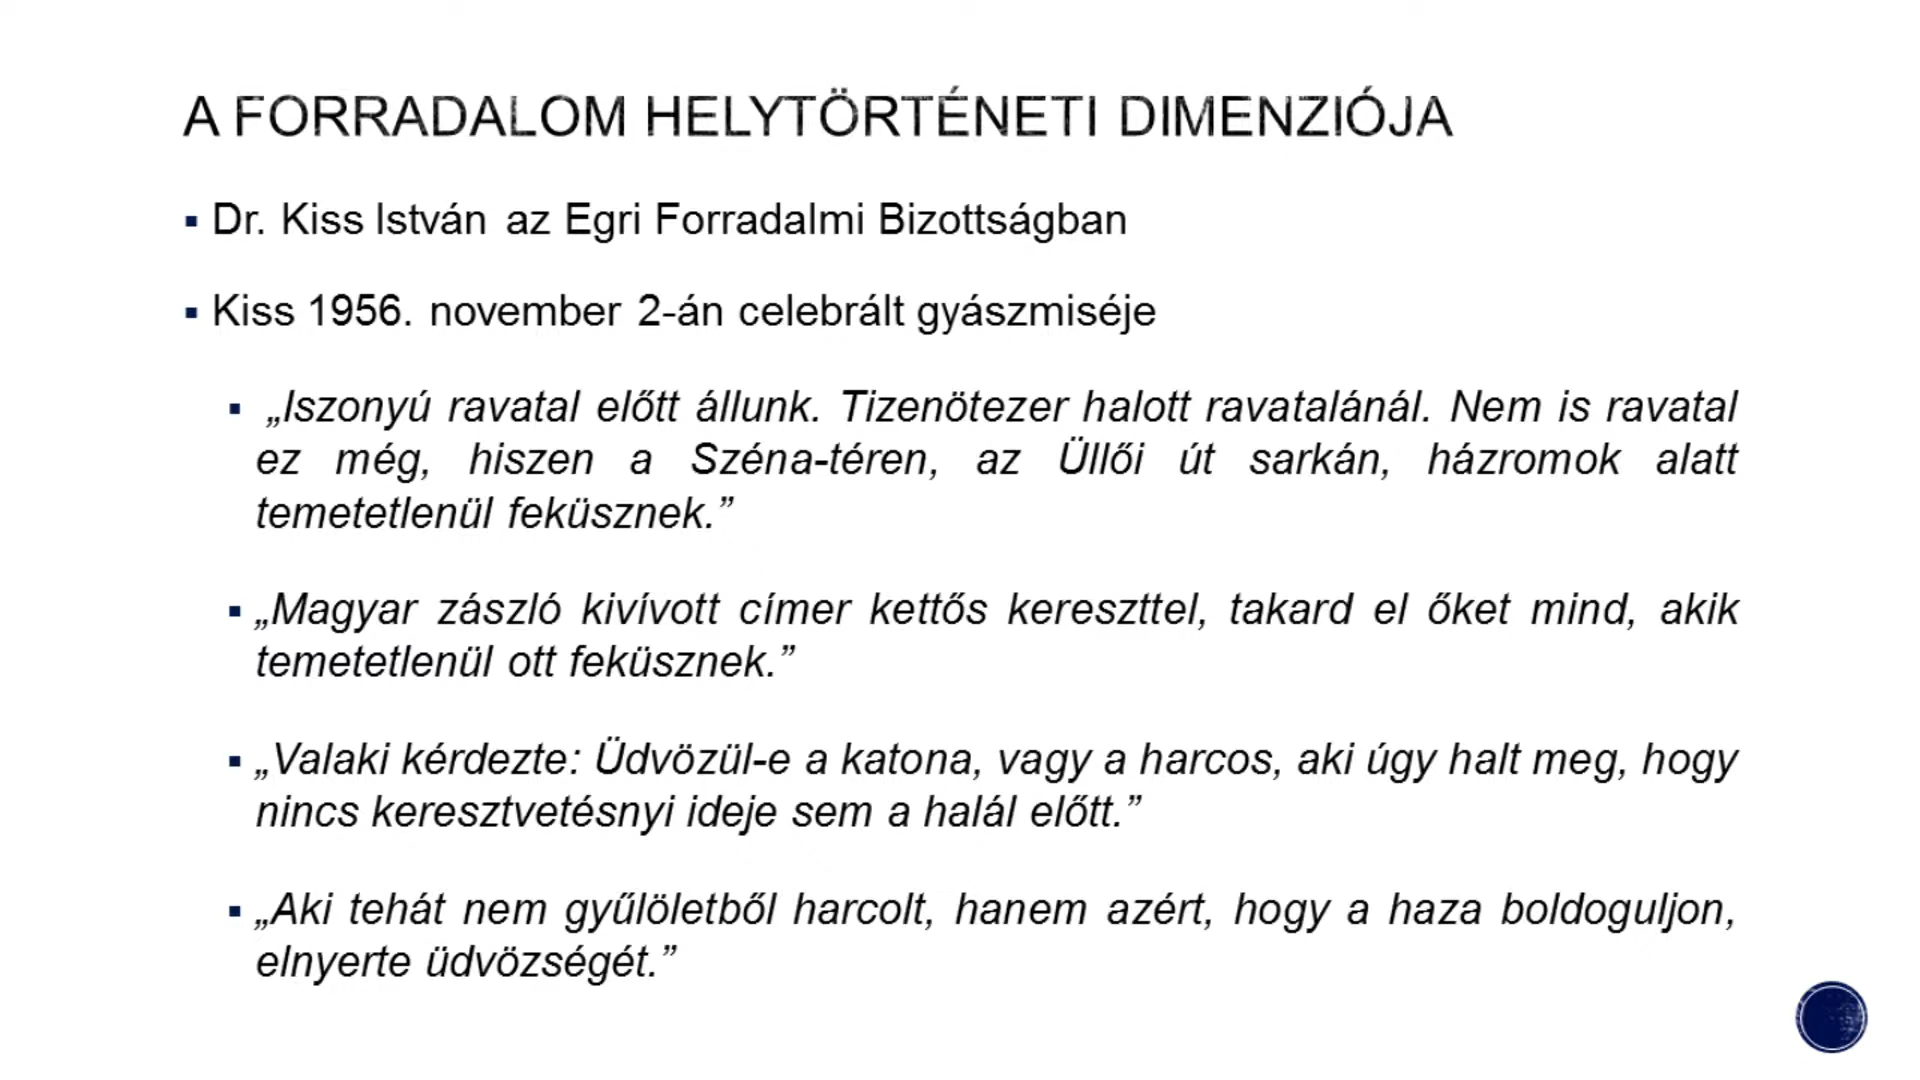 A FORRADALOM HELYTÖRTÉNETI DIMENZIÓJA
▪ Dr. Kiss István az Egri Forradalmi Bizottságban
▪ Kiss 1956. november 2-án celebrált gyászmiséje
▪ „Iszonyú ravatal előtt állunk. Tizenötezer halott ravatalánál. Nem is ravatal
ez még, hiszen a Széna-téren, az Üllői út sarkán, házromok alatt
temetetlenül feküsznek.”
▪ „Magyar zászló kivívott címer kettős kereszttel, takard el őket mind, akik
temetetlenül ott feküsznek.”
▪ „Valaki kérdezte: Üdvözül-e a katona, vagy a harcos, aki úgy halt meg, hogy
nincs keresztvetésnyi ideje sem a halál előtt.”
▪ „Aki tehát nem gyűlöletből harcolt, hanem azért, hogy a haza boldoguljon,
elnyerte üdvözségét.”